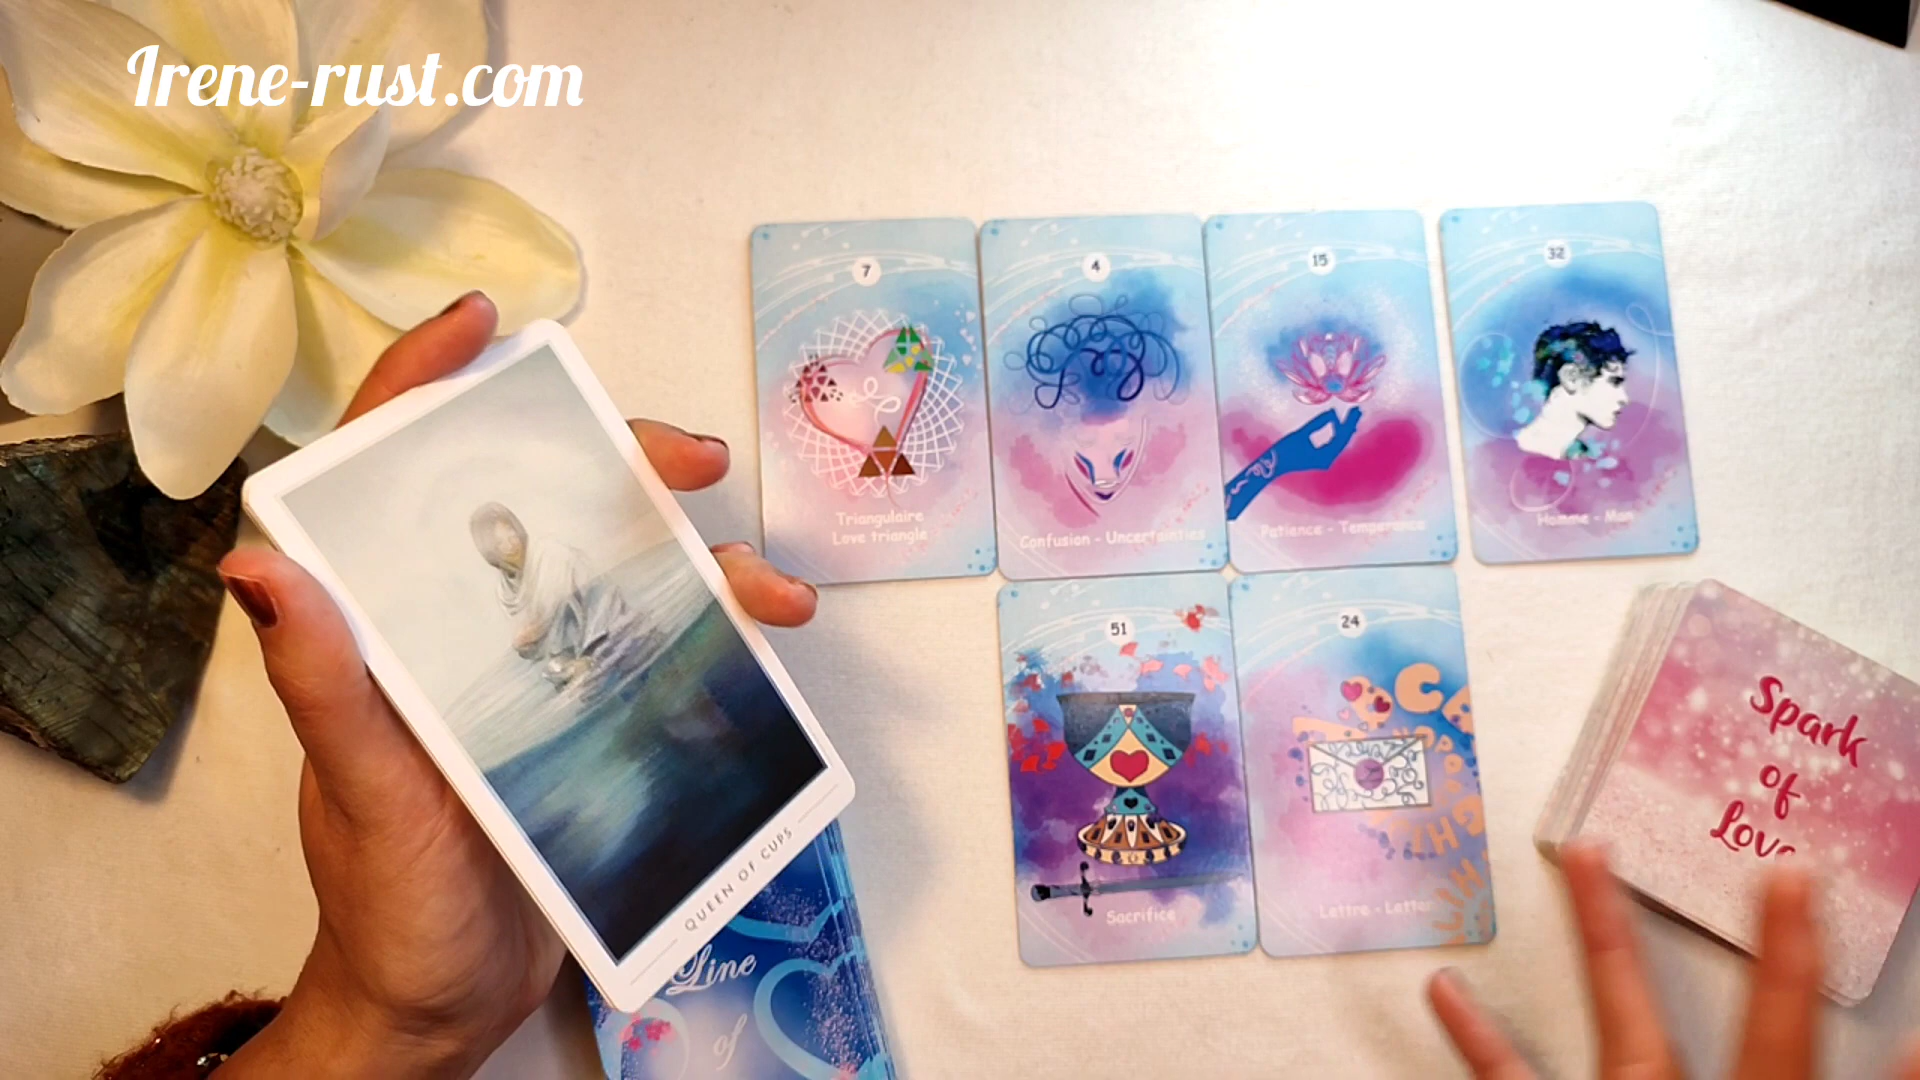 Irene-rust.com
7
Triangulaire
Love triangle
4
Confusion - Uncertainties
15
Patience - Temperance
32
Homme - Man
51
Sacrifice
24
Lettre - Letter
QUEEN OF CUPS
Line
of
Spark
of
Love